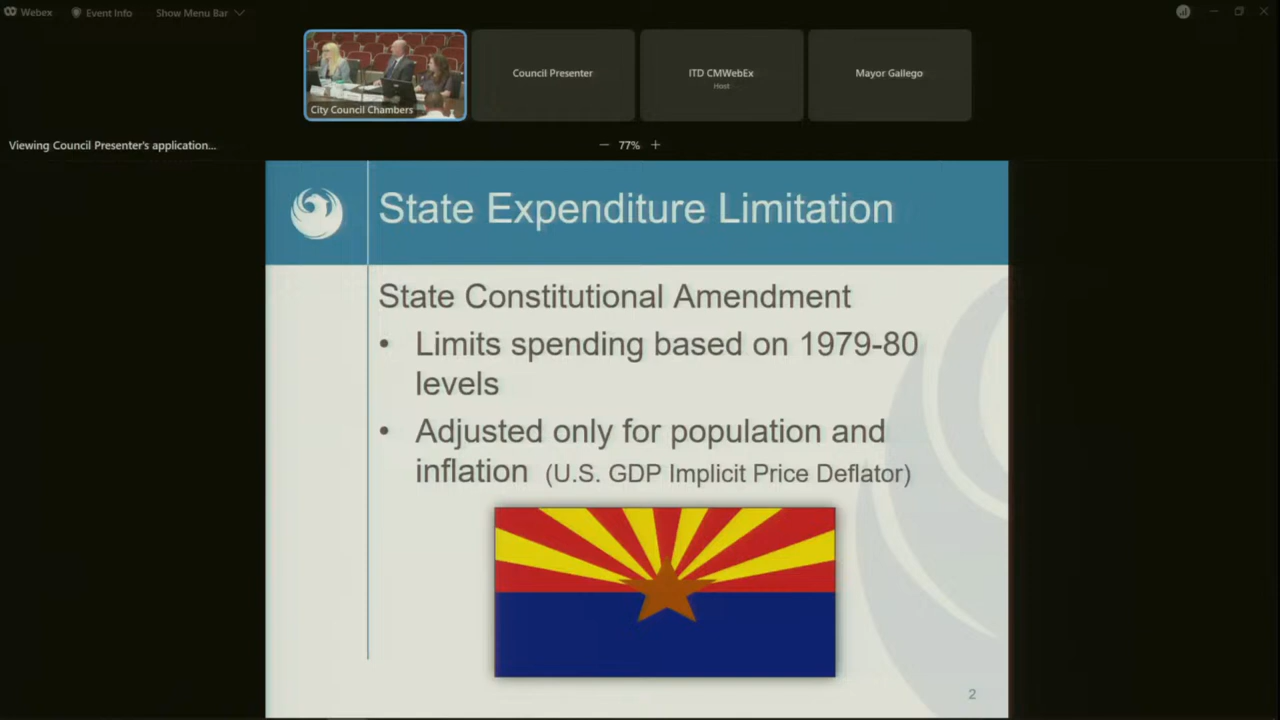 Webex
Event Info
Show Menu Bar
City Council Chambers
Council Presenter
ITD CMWebEx
Host
Mayor Gallego
Viewing Council Presenter's application...
77%
State Expenditure Limitation
State Constitutional Amendment
• Limits spending based on 1979-80
levels
• Adjusted only for population and
inflation (U.S. GDP Implicit Price Deflator)
2